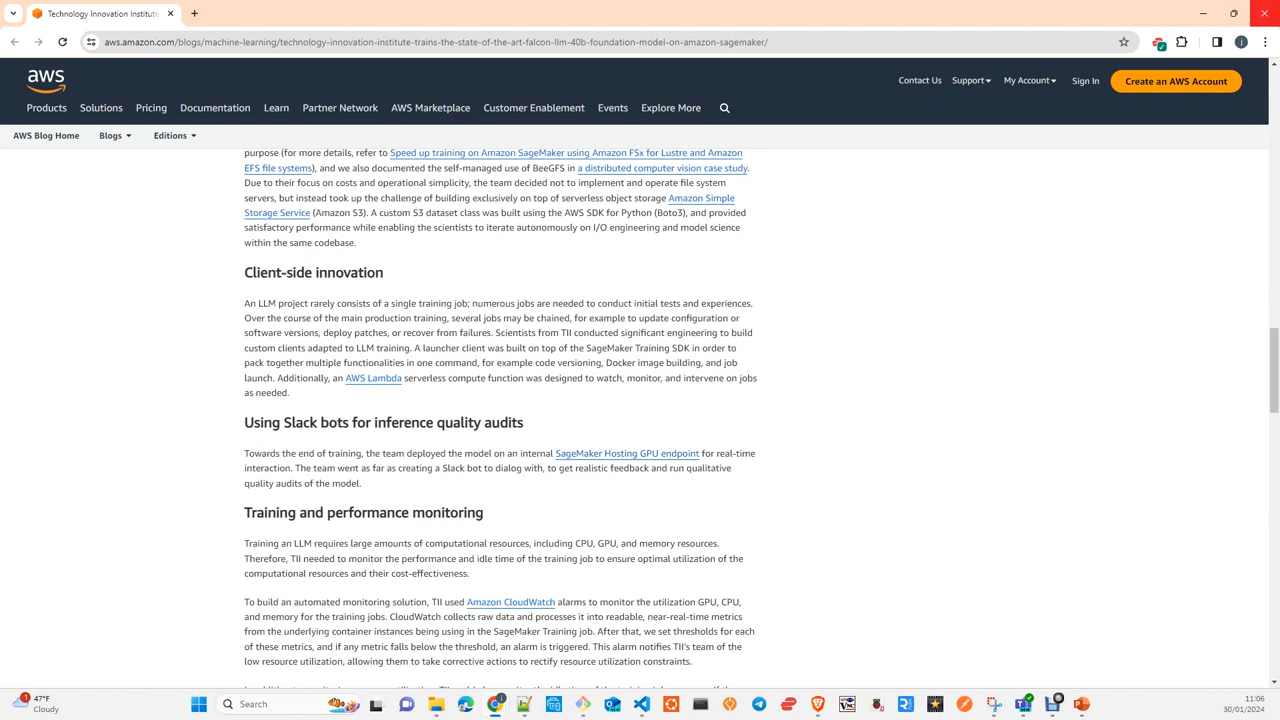 Technology Innovation Institute
aws.amazon.com/blogs/machine-learning/technology-innovation-institute-trains-the-state-of-the-art-falcon-llm-40b-foundation-model-on-amazon-sagemaker/
aws
Contact Us Support My Account Sign In Create an AWS Account
Products Solutions Pricing Documentation Learn Partner Network AWS Marketplace Customer Enablement Events Explore More
AWS Blog Home Blogs Editions
purpose (for more details, refer to Speed up training on Amazon SageMaker using Amazon FSx for Lustre and Amazon
EFS file systems), and we also documented the self-managed use of BeeGFS in a distributed computer vision case study.
Due to their focus on costs and operational simplicity, the team decided not to implement and operate file system
servers, but instead took up the challenge of building exclusively on top of serverless object storage Amazon Simple
Storage Service (Amazon S3). A custom S3 dataset class was built using the AWS SDK for Python (Boto3), and provided
satisfactory performance while enabling the scientists to iterate autonomously on I/O engineering and model science
within the same codebase.
Client-side innovation
An LLM project rarely consists of a single training job; numerous jobs are needed to conduct initial tests and experiences.
Over the course of the main production training, several jobs may be chained, for example to update configuration or
software versions, deploy patches, or recover from failures. Scientists from TII conducted significant engineering to build
custom clients adapted to LLM training. A launcher client was built on top of the SageMaker Training SDK in order to
pack together multiple functionalities in one command, for example code versioning, Docker image building, and job
launch. Additionally, an AWS Lambda serverless compute function was designed to watch, monitor, and intervene on jobs
as needed.
Using Slack bots for inference quality audits
Towards the end of training, the team deployed the model on an internal SageMaker Hosting GPU endpoint for real-time
interaction. The team went as far as creating a Slack bot to dialog with, to get realistic feedback and run qualitative
quality audits of the model.
Training and performance monitoring
Training an LLM requires large amounts of computational resources, including CPU, GPU, and memory resources.
Therefore, TII needed to monitor the performance and idle time of the training job to ensure optimal utilization of the
computational resources and their cost-effectiveness.
To build an automated monitoring solution, TII used Amazon CloudWatch alarms to monitor the utilization GPU, CPU,
and memory for the training jobs. CloudWatch collects raw data and processes it into readable, near-real-time metrics
from the underlying container instances being using in the SageMaker Training job. After that, we set thresholds for each
of these metrics, and if any metric falls below the threshold, an alarm is triggered. This alarm notifies TII's team of the
low resource utilization, allowing them to take corrective actions to rectify resource utilization constraints.
47°F
Cloudy
Search
11:06
30/01/2024